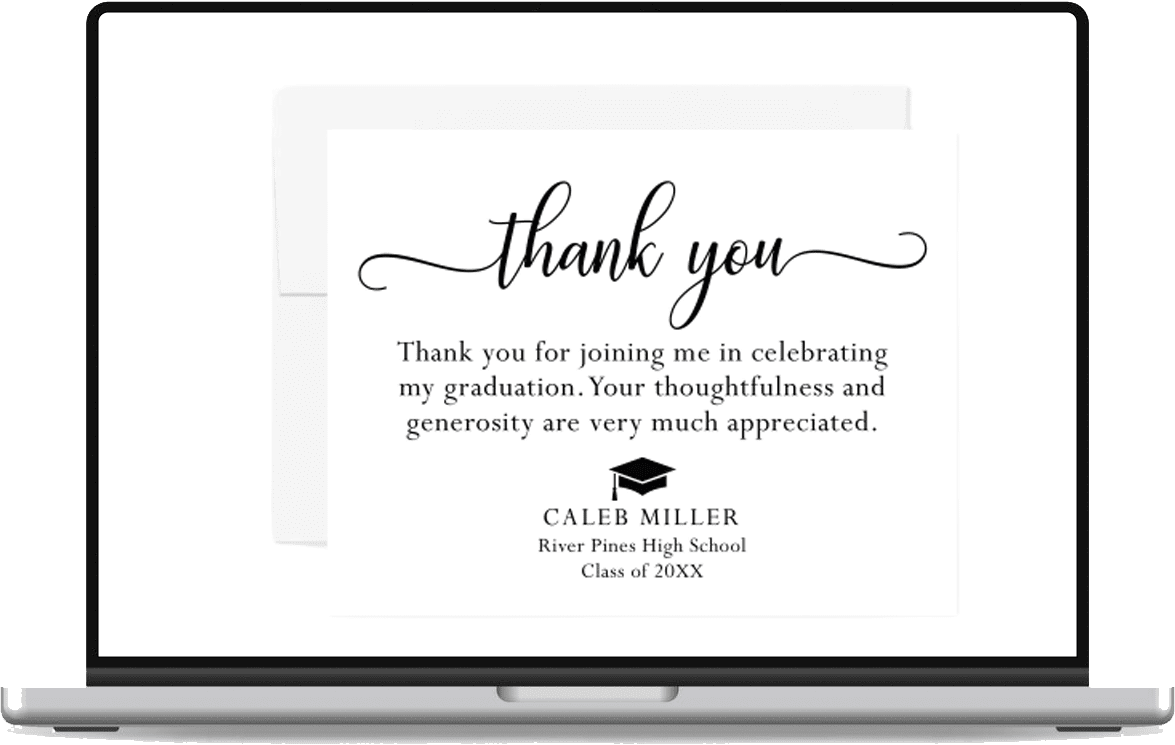 thank you
Thank you for joining me in celebrating
my graduation. Your thoughtfulness and
generosity are very much appreciated.
CALEB MILLER
River Pines High School
Class of 20XX